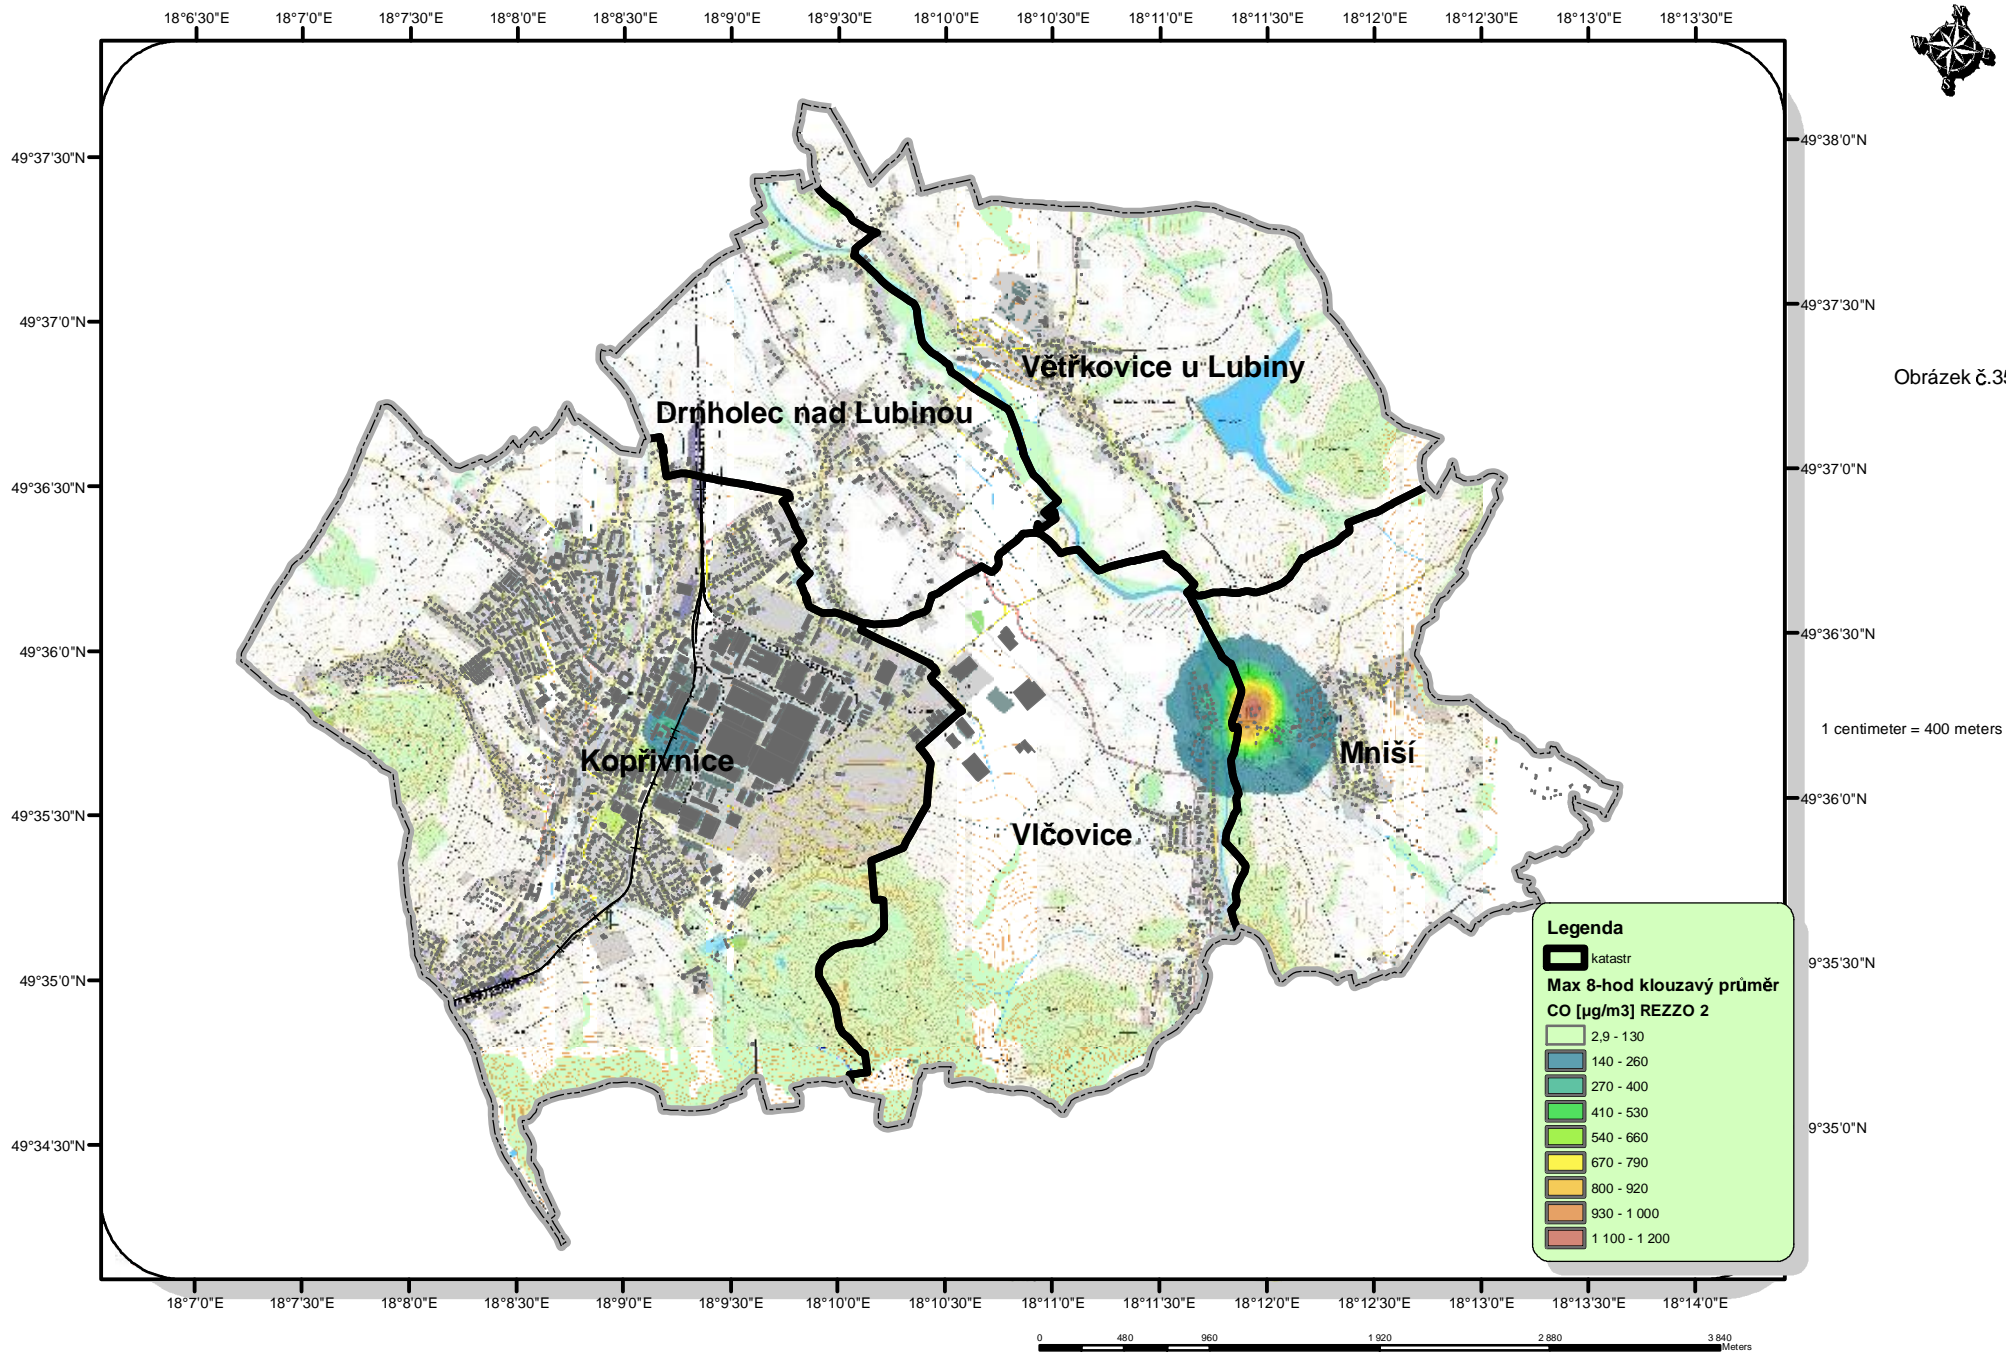 18°6'30"E 18°7'0"E 18°7'30"E 18°8'0"E 18°8'30"E 18°9'0"E 18°9'30"E 18°10'0"E 18°10'30"E 18°11'0"E 18°11'30"E 18°12'0"E 18°12'30"E 18°13'0"E 18°13'30"E
49°37'30"N
49°38'0"N
49°37'0"N
49°37'30"N
Větřkovice u Lubiny
Obrázek č.35
Drnholec nad Lubinou
49°36'30"N
49°37'0"N
49°36'0"N
49°36'30"N
1 centimeter = 400 meters
Kopřivnice
Mniší
49°35'30"N
49°36'0"N
Vlčovice
49°35'0"N
9°35'30"N
49°34'30"N
9°35'0"N
Legenda
katastr
Max 8-hod klouzavý průměr
CO [µg/m3] REZZO 2
2,9 - 130
140 - 260
270 - 400
410 - 530
540 - 660
670 - 790
800 - 920
930 - 1 000
1 100 - 1 200
18°7'0"E 18°7'30"E 18°8'0"E 18°8'30"E 18°9'0"E 18°9'30"E 18°10'0"E 18°10'30"E 18°11'0"E 18°11'30"E 18°12'0"E 18°12'30"E 18°13'0"E 18°13'30"E 18°14'0"E
0 480 960 1 920 2 880 3 840
Meters